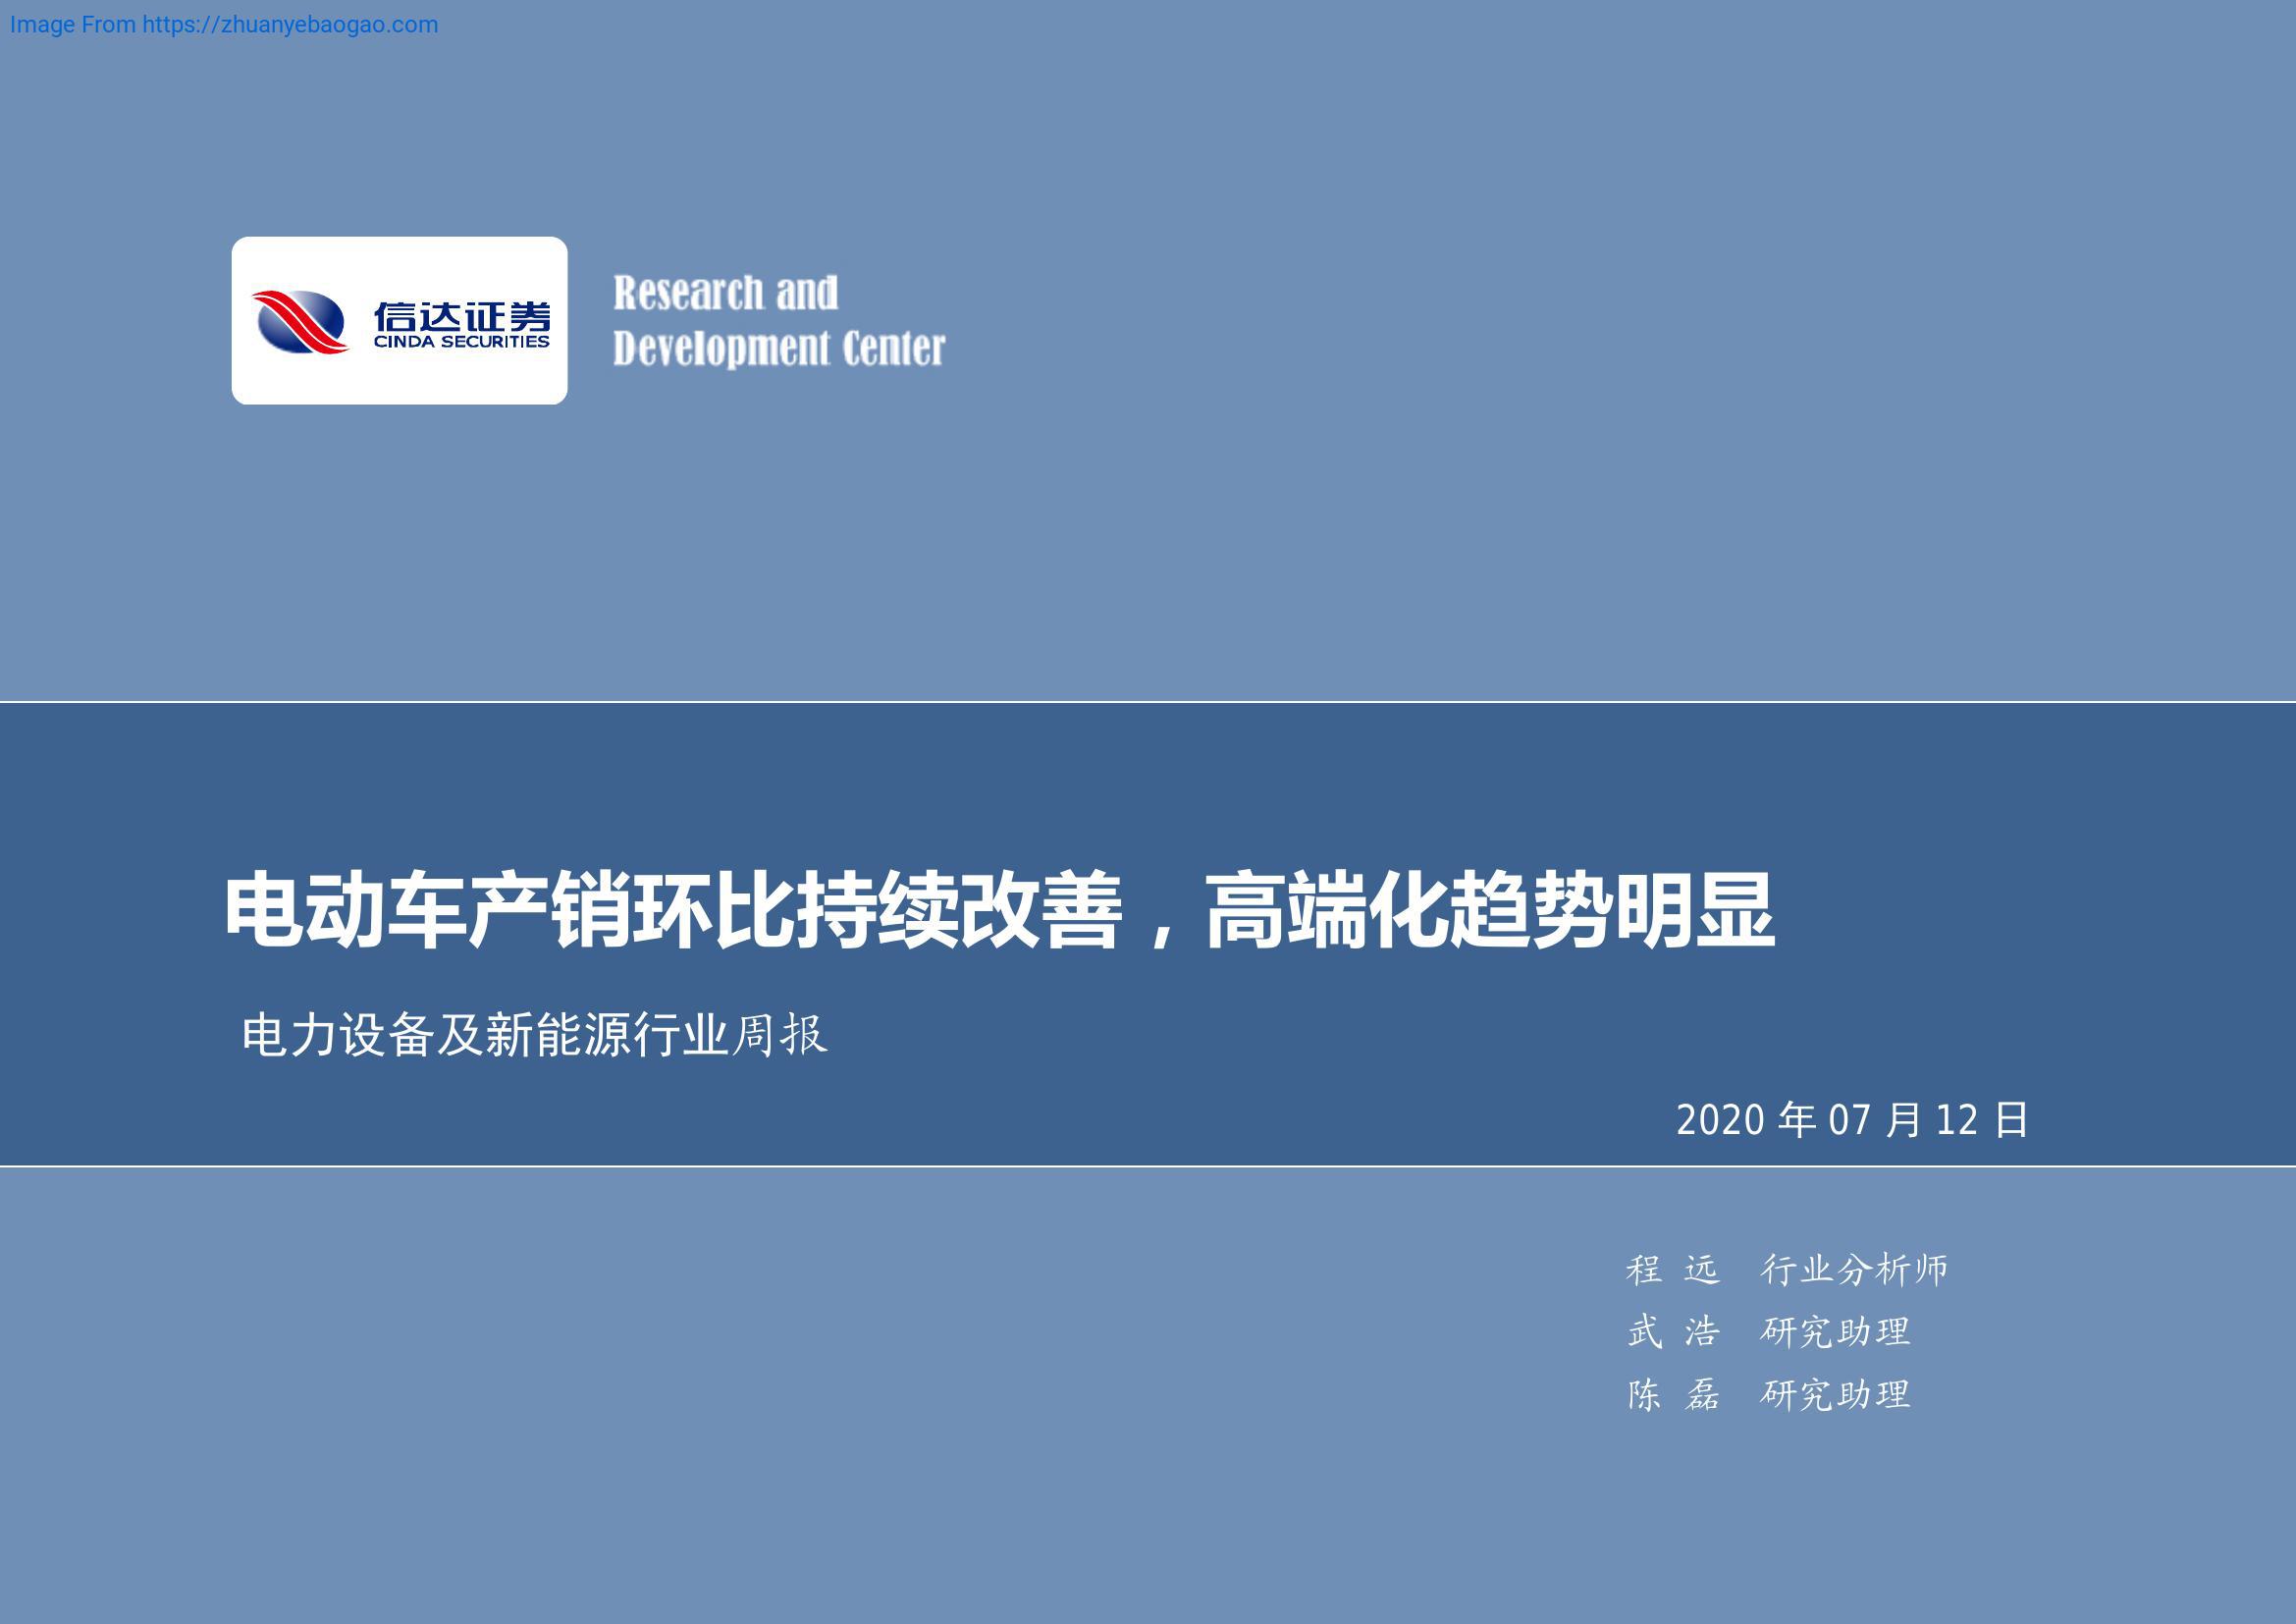 Image From https://zhuanyebaogao.com
信达证券
CINDA SECURITIES
Research and
Development Center
电动车产销环比持续改善，高端化趋势明显
电力设备及新能源行业周报
2020 年 07 月 12 日
程 远 行业分析师
武 浩 研究助理
陈 磊 研究助理